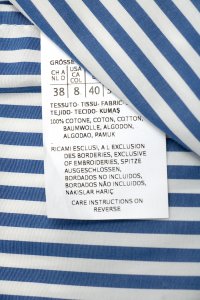 GRÖSSE
CH A NL D
USA CA COL
38 8 40
TESSUTO-TISSU-FABRIC-
TEJIDO-TECIDO-KUMAŞ
100% COTONE, COTON, COTTON,
BAUMWOLLE, ALGODON,
ALGODAO, PAMUK
RICAMI ESCLUSI, A L EXCLUSION
DES BORDERIES, EXCLUSIVE
OF EMBROIDERIES, SPITZE
AUSGESCHLOSSEN,
BORDADOS NO INCLUIDOS,
BORDADOS NÃO INCLUIDOS,
NAKISLAR HARIÇ
CARE INSTRUCTIONS ON
REVERSE